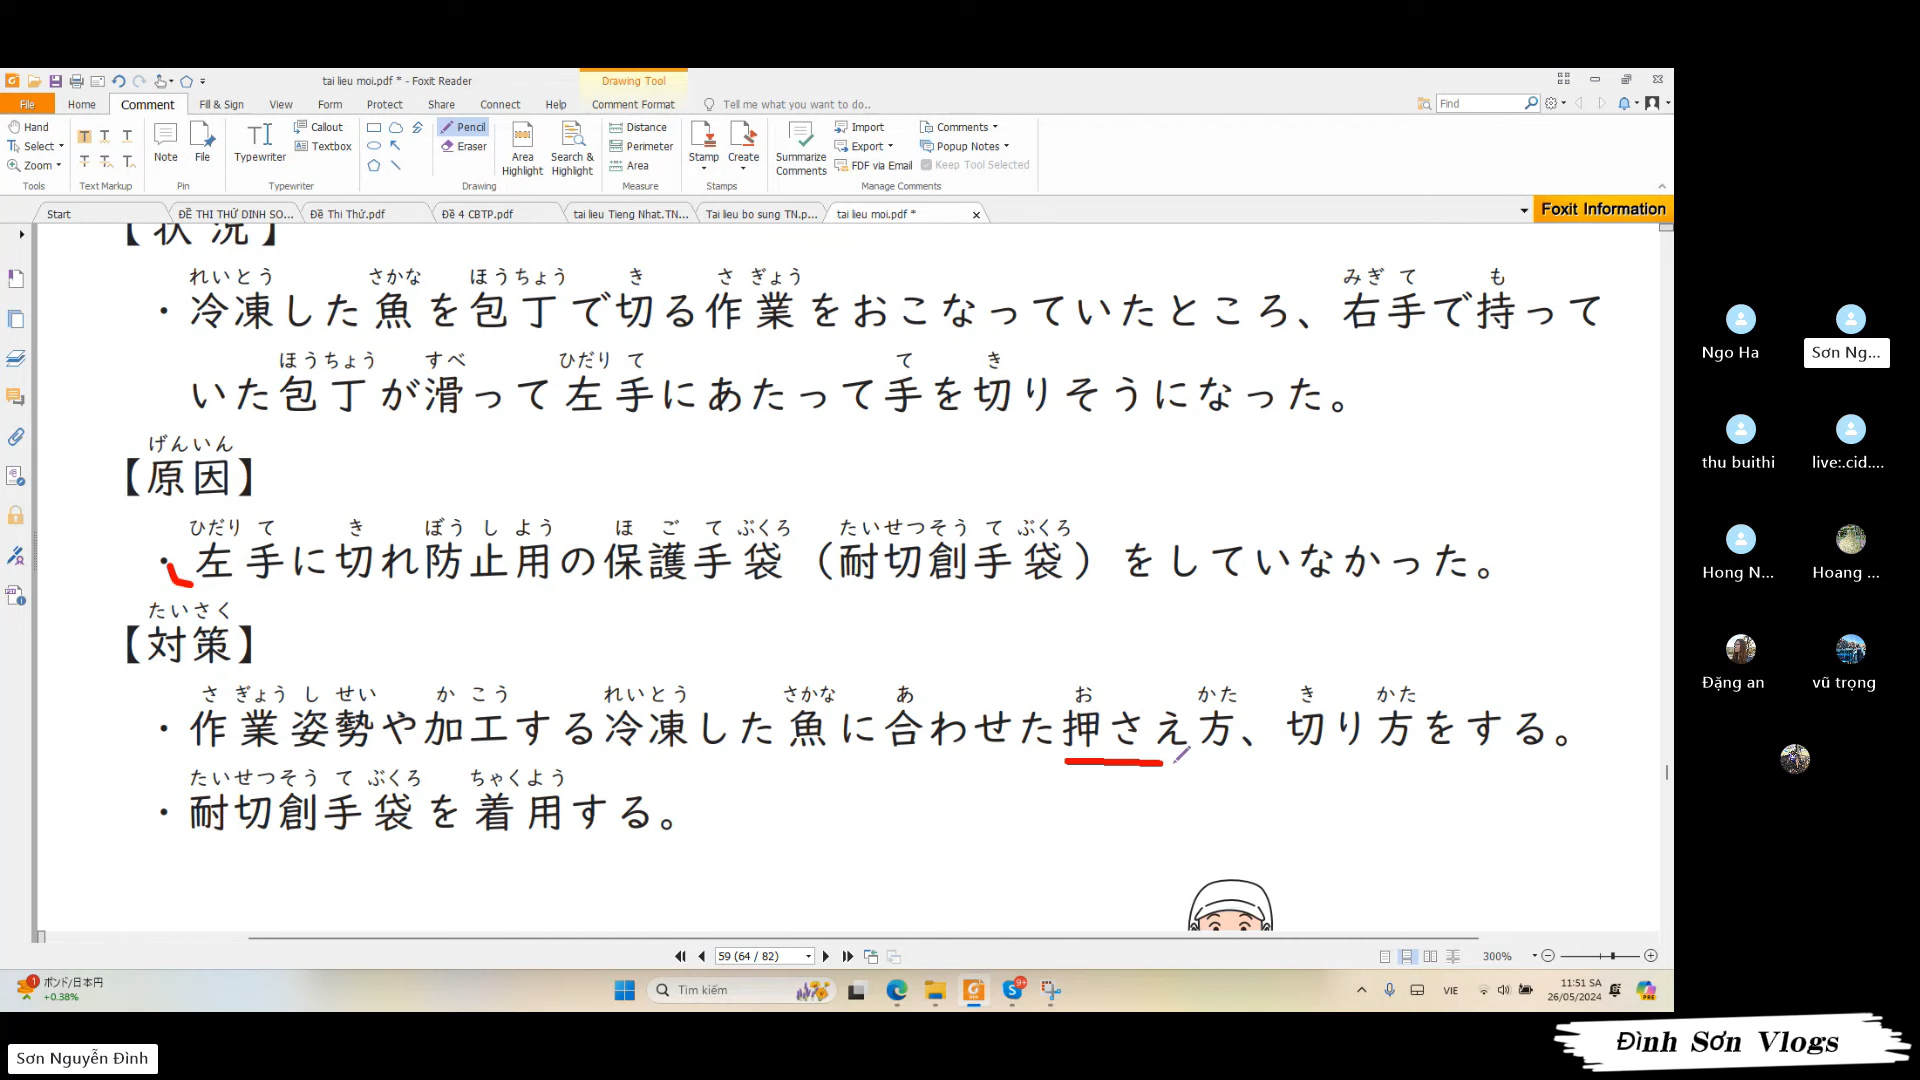 tai lieu moi.pdf * - Foxit Reader
Drawing Tool
File Home Comment Fill & Sign View Form Protect Share Connect Help Comment Format Tell me what you want to do.. Find
Hand
Select
Zoom
Tools
Text Markup
Note
File
Pin
Typewriter
Callout
Textbox
Typewriter
Pencil
Eraser
Area Highlight
Search & Highlight
Drawing
Distance
Perimeter
Area
Measure
Stamp
Create
Stamps
Summarize Comments
Import
Export
FDF via Email
Comments
Popup Notes
Keep Tool Selected
Manage Comments
Start ĐỀ THI THỬ DINH SO... Đề Thi Thử.pdf Đề 4 CBTP.pdf tai lieu Tieng Nhat.TN... Tai lieu bo sung TN.p... tai lieu moi.pdf * Foxit Information
【状況】
れいとう さかな ほうちょう き さ ぎょう みぎ て も
・冷凍した魚を包丁で切る作業をおこなっていたところ、右手で持って
ほうちょう すべ ひだり て て き
いた包丁が滑って左手にあたって手を切りそうになった。
げんいん
【原因】
ひだり て き ぼう し よう ほ ご て ぶくろ たいせつそう て ぶくろ
・左手に切れ防止用の保護手袋（耐切創手袋）をしていなかった。
たいさく
【対策】
さ ぎょう し せい か こう れいとう さかな あ お かた き かた
・作業姿勢や加工する冷凍した魚に合わせた押さえ方、切り方をする。
たいせつそう て ぶくろ ちゃくよう
・耐切創手袋を着用する。
59 (64 / 82)
300%
1
ポンド/日本円
+0.38%
Tìm kiếm
9+
VIE
11:51 SA
26/05/2024
PRE
Ngo Ha
Sơn Ng...
thu buithi
live:.cid....
Hong N...
Hoang ...
Đặng an
vũ trọng
Sơn Nguyễn Đình
Đình Sơn Vlogs